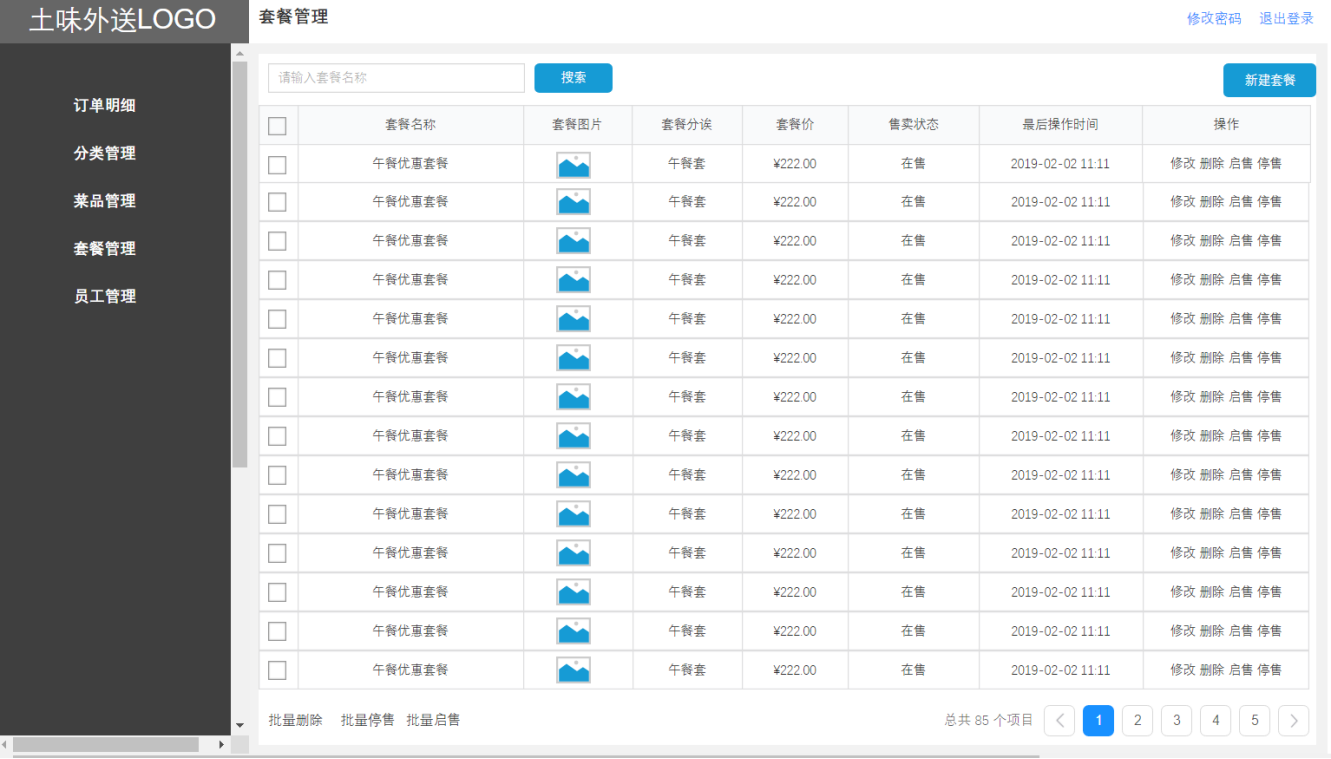 土味外送LOGO
套餐管理
修改密码 退出登录
订单明细
分类管理
菜品管理
套餐管理
员工管理
请输入套餐名称
搜索
新建套餐
套餐名称 套餐图片 套餐分诶 套餐价 售卖状态 最后操作时间 操作
午餐优惠套餐 午餐套 ¥222.00 在售 2019-02-02 11:11 修改 删除 启售 停售
午餐优惠套餐 午餐套 ¥222.00 在售 2019-02-02 11:11 修改 删除 启售 停售
午餐优惠套餐 午餐套 ¥222.00 在售 2019-02-02 11:11 修改 删除 启售 停售
午餐优惠套餐 午餐套 ¥222.00 在售 2019-02-02 11:11 修改 删除 启售 停售
午餐优惠套餐 午餐套 ¥222.00 在售 2019-02-02 11:11 修改 删除 启售 停售
午餐优惠套餐 午餐套 ¥222.00 在售 2019-02-02 11:11 修改 删除 启售 停售
午餐优惠套餐 午餐套 ¥222.00 在售 2019-02-02 11:11 修改 删除 启售 停售
午餐优惠套餐 午餐套 ¥222.00 在售 2019-02-02 11:11 修改 删除 启售 停售
午餐优惠套餐 午餐套 ¥222.00 在售 2019-02-02 11:11 修改 删除 启售 停售
午餐优惠套餐 午餐套 ¥222.00 在售 2019-02-02 11:11 修改 删除 启售 停售
午餐优惠套餐 午餐套 ¥222.00 在售 2019-02-02 11:11 修改 删除 启售 停售
午餐优惠套餐 午餐套 ¥222.00 在售 2019-02-02 11:11 修改 删除 启售 停售
午餐优惠套餐 午餐套 ¥222.00 在售 2019-02-02 11:11 修改 删除 启售 停售
午餐优惠套餐 午餐套 ¥222.00 在售 2019-02-02 11:11 修改 删除 启售 停售
批量删除 批量停售 批量启售
总共 85 个项目 1 2 3 4 5